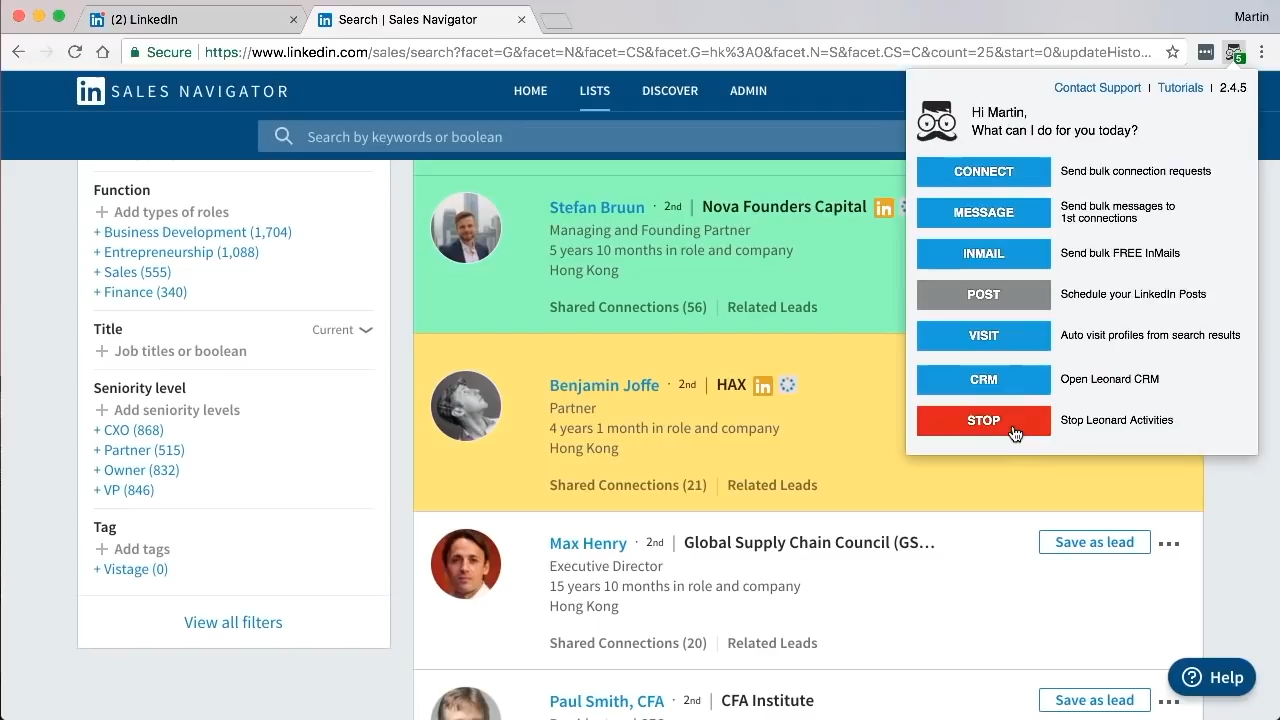 (2) LinkedIn
Search | Sales Navigator
Martin
Secure | https://www.linkedin.com/sales/search?facet=G&facet=N&facet=CS&facet.G=hk%3A0&facet.N=S&facet.CS=C&count=25&start=0&updateHisto...
5
in SALES NAVIGATOR
HOME LISTS DISCOVER ADMIN
Search by keywords or boolean
Contact Support | Tutorials | 2.4.5
Hi Martin,
What can I do for you today?
CONNECT Send bulk connection requests
MESSAGE Send bulk messages to
1st connections
INMAIL Send bulk FREE InMails
POST Schedule your LinkedIn Posts
VISIT Auto visit profiles from search results
CRM Open Leonard CRM
STOP Stop Leonard Activities
Function
+ Add types of roles
+ Business Development (1,704)
+ Entrepreneurship (1,088)
+ Sales (555)
+ Finance (340)
Title Current
+ Job titles or boolean
Seniority level
+ Add seniority levels
+ CXO (868)
+ Partner (515)
+ Owner (832)
+ VP (846)
Tag
+ Add tags
+ Vistage (0)
View all filters
Stefan Bruun · 2nd | Nova Founders Capital in
Managing and Founding Partner
5 years 10 months in role and company
Hong Kong
Shared Connections (56) | Related Leads
Benjamin Joffe · 2nd | HAX in
Partner
4 years 1 month in role and company
Hong Kong
Shared Connections (21) | Related Leads
Max Henry · 2nd | Global Supply Chain Council (GS...
Save as lead ...
Executive Director
15 years 10 months in role and company
Hong Kong
Shared Connections (20) | Related Leads
Paul Smith, CFA · 2nd | CFA Institute
Save as lead ...
? Help